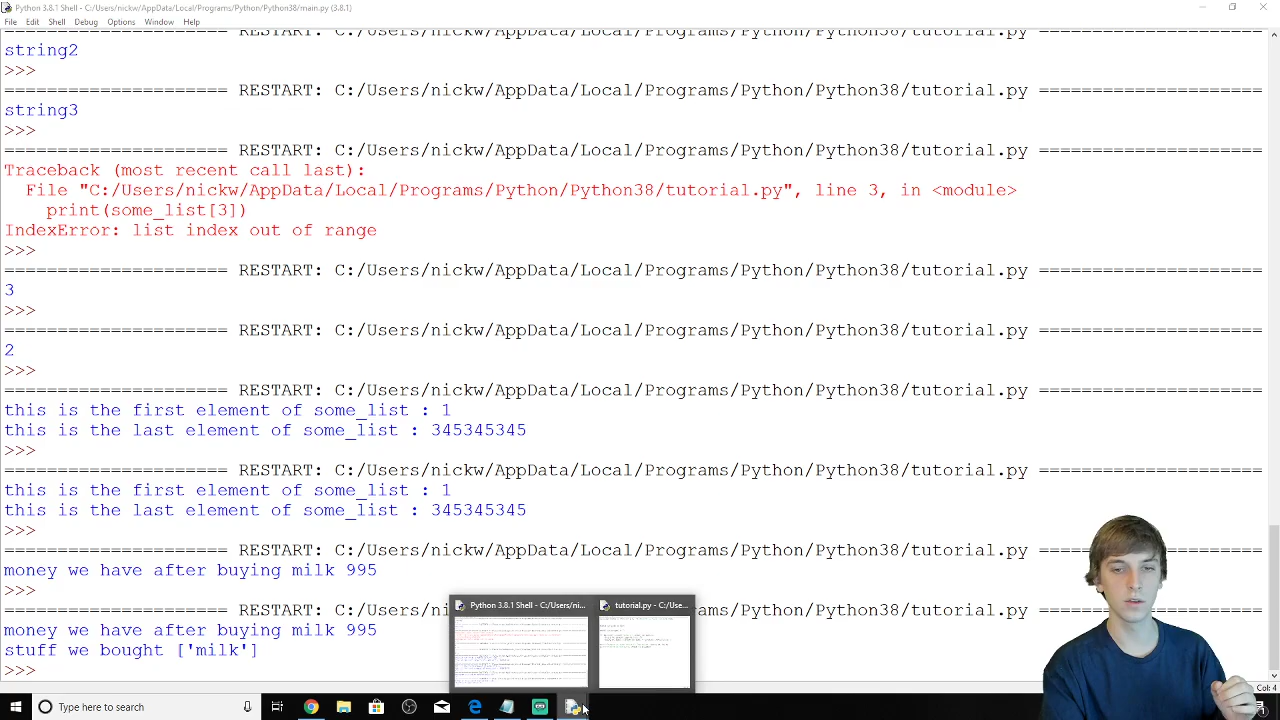 Python 3.8.1 Shell - C:/Users/nickw/AppData/Local/Programs/Python/Python38/main.py (3.8.1)
File Edit Shell Debug Options Window Help
==================== RESTART: C:/Users/nickw/AppData/Local/Programs/Python/Python38/tutorial.py =====================
string2
>>>
===================== RESTART: C:/Users/nickw/AppData/Local/Programs/Python/Python38/tutorial.py =====================
string3
>>>
===================== RESTART: C:/Users/nickw/AppData/Local/Programs/Python/Python38/tutorial.py =====================
Traceback (most recent call last):
File "C:/Users/nickw/AppData/Local/Programs/Python/Python38/tutorial.py", line 3, in <module>
print(some_list[3])
IndexError: list index out of range
>>>
===================== RESTART: C:/Users/nickw/AppData/Local/Programs/Python/Python38/tutorial.py =====================
3
>>>
===================== RESTART: C:/Users/nickw/AppData/Local/Programs/Python/Python38/tutorial.py =====================
2
>>>
===================== RESTART: C:/Users/nickw/AppData/Local/Programs/Python/Python38/tutorial.py =====================
this is the first element of some_list : 1
this is the last element of some_list : 345345345
>>>
===================== RESTART: C:/Users/nickw/AppData/Local/Programs/Python/Python38/tutorial.py =====================
this is the first element of some_list : 1
this is the last element of some_list : 345345345
>>>
===================== RESTART: C:/Users/nickw/AppData/Local/Programs/Python/Python38/tutorial.py ====
money we have after buying milk 995
>>>
===================== RESTART: C:/Us
rograms/Python/Python38/tutorial.py ====
money we have after buying milk 995
stuff we bought ['milk']
Python 3.8.1 Shell - C:/Users/ni...
tutorial.py - C:/Use...
Type here to search
Col: 4